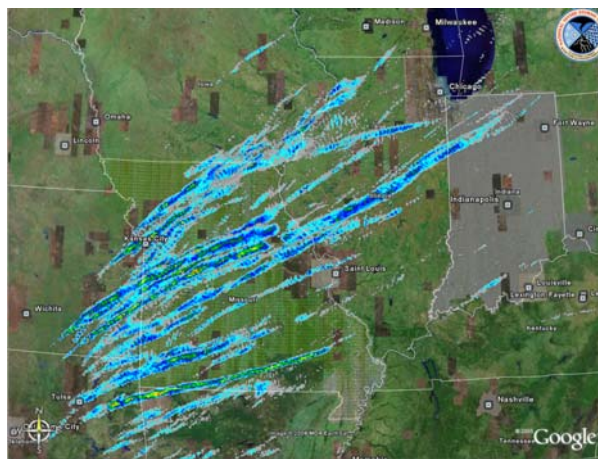 Madison
Milwaukee
Iowa
Chicago
Omaha
Fort Wayne
Lincoln
Indiana
Indianapolis
Kansas City
Saint Louis
Missouri
Louisville
Wichita
Lexington Fayette
Kentucky
Tulsa
Nashville
N
Google